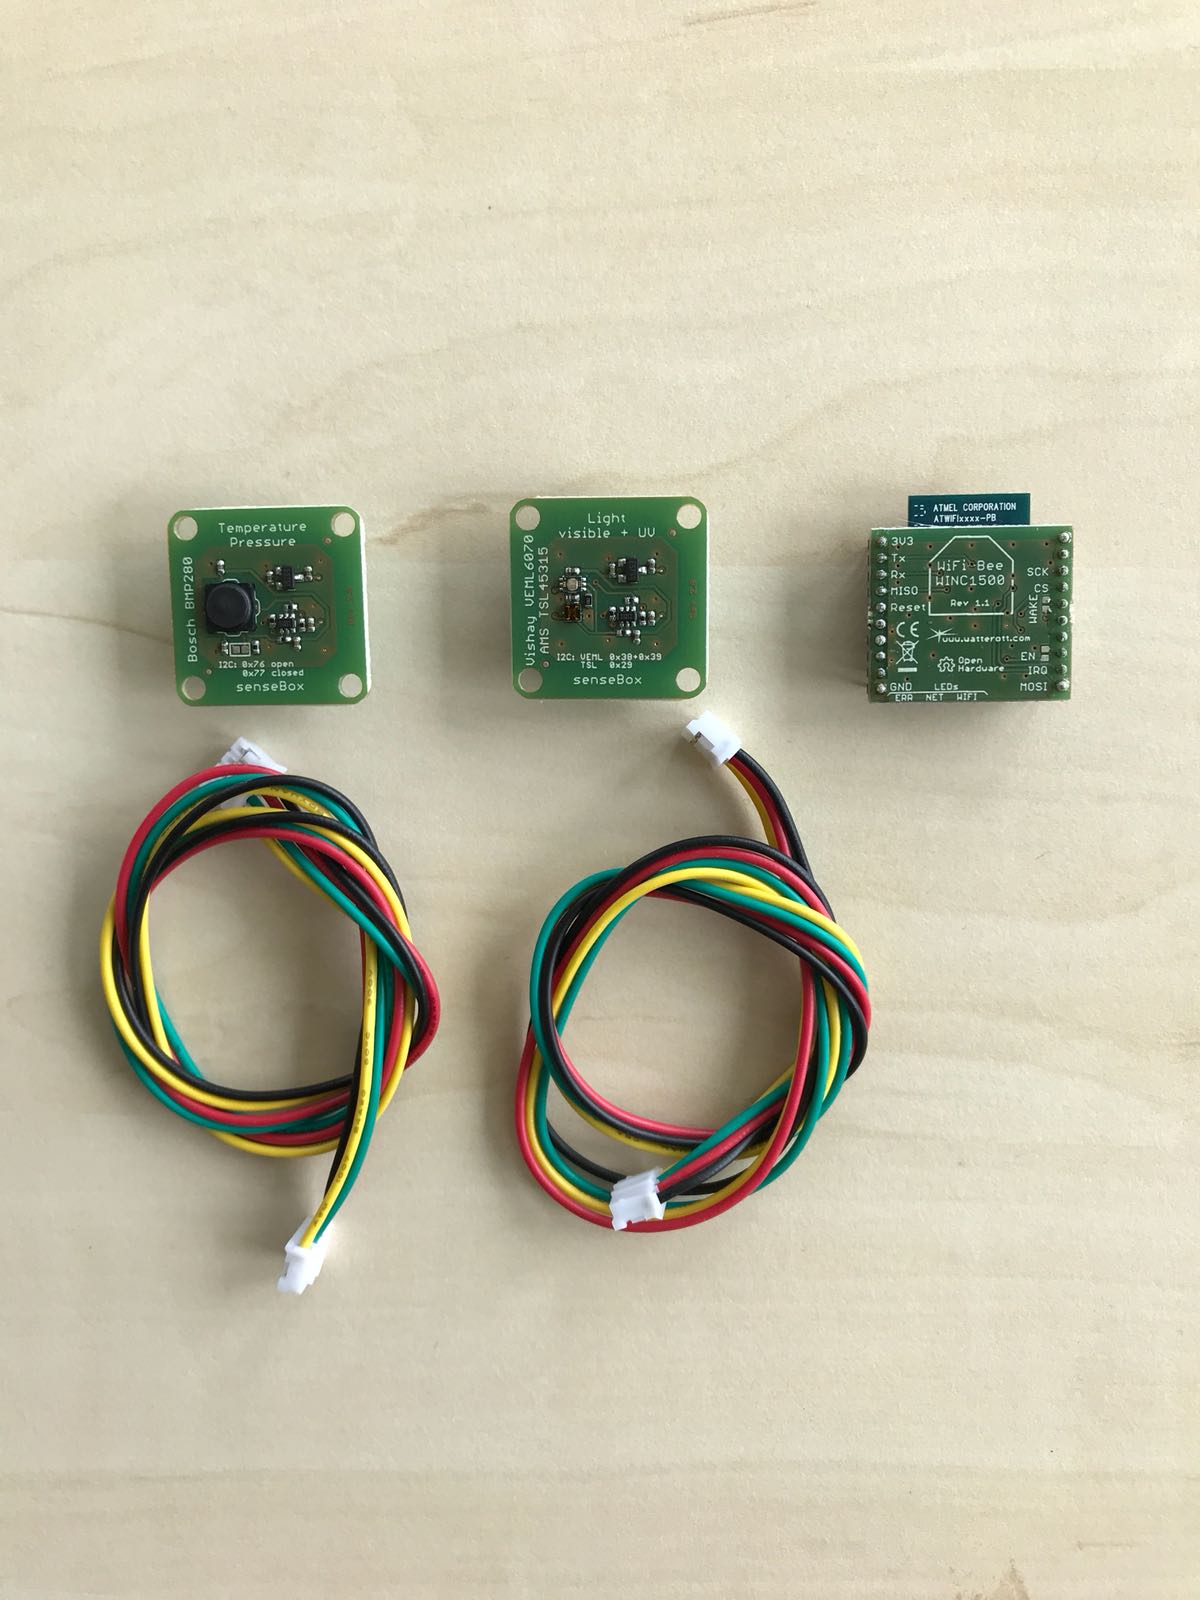 Temperature
Pressure
Bosch BMP280
I2C: 0x76 open
0x77 closed
senseBox
Light
visible + UV
Vishay VEML6070
AMS TSL45315
I2C: VEML 0x38+0x39
TSL 0x29
senseBox
ATMEL CORPORATION
ATWIFIxxxx-PB
3V3
Tx
Rx
MISO
Reset
WiFi-Bee
WINC1500
Rev 1.1
SCK
CS
WAKE
CE
www.watterott.com
Open
Hardware
EN
IRQ
GND
LEDs
MOSI
ERR NET WIFI